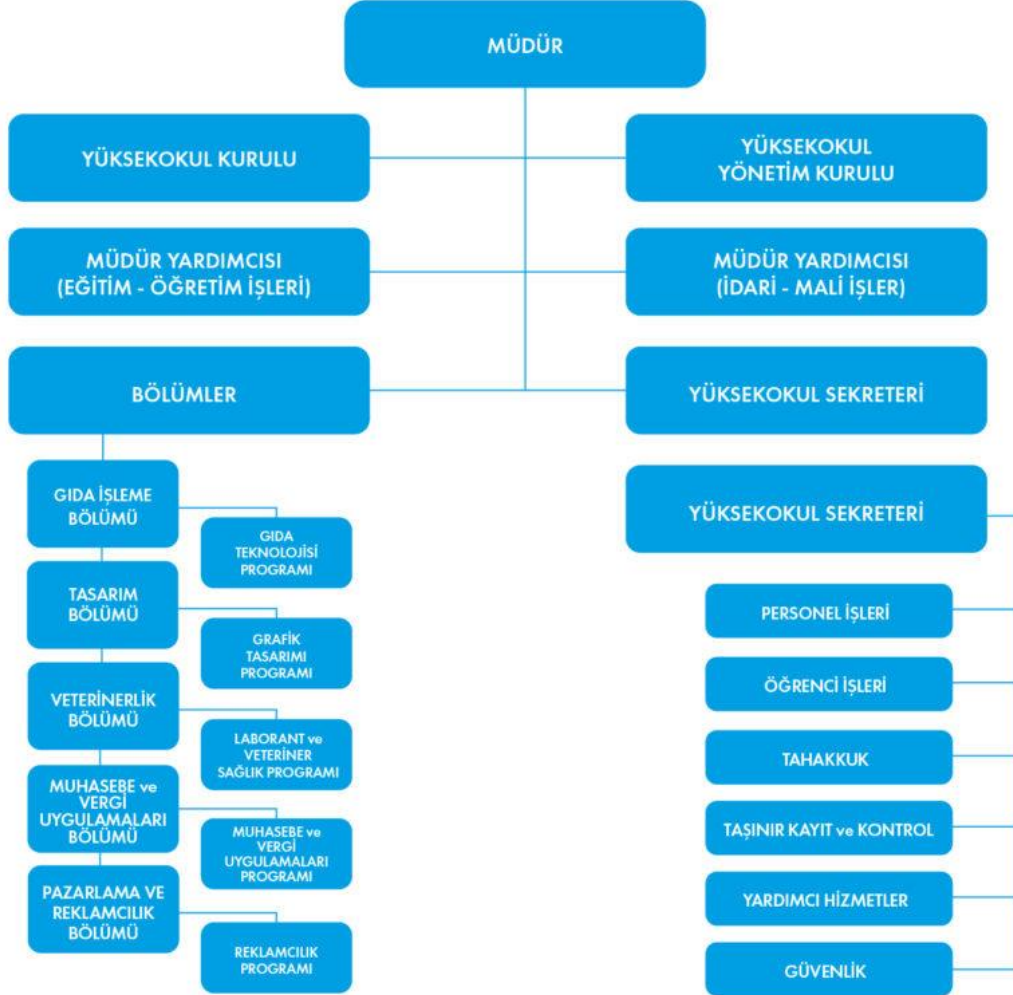 MÜDÜR
YÜKSEKOKUL KURULU
YÜKSEKOKUL
YÖNETİM KURULU
MÜDÜR YARDIMCISI
(EĞİTİM - ÖĞRETİM İŞLERİ)
MÜDÜR YARDIMCISI
(İDARİ - MALİ İŞLER)
BÖLÜMLER
YÜKSEKOKUL SEKRETERİ
GIDA İŞLEME
BÖLÜMÜ
GIDA
TEKNOLOJİSİ
PROGRAMI
TASARIM
BÖLÜMÜ
GRAFİK
TASARIMI
PROGRAMI
VETERİNERLİK
BÖLÜMÜ
LABORANT ve
VETERİNER
SAĞLIK PROGRAMI
MUHASEBE ve
VERGİ
UYGULAMALARI
BÖLÜMÜ
MUHASEBE ve
VERGİ
UYGULAMALARI
PROGRAMI
PAZARLAMA VE
REKLAMCILIK
BÖLÜMÜ
REKLAMCILIK
PROGRAMI
YÜKSEKOKUL SEKRETERİ
PERSONEL İŞLERİ
ÖĞRENCİ İŞLERİ
TAHAKKUK
TAŞINIR KAYIT ve KONTROL
YARDIMCI HİZMETLER
GÜVENLİK